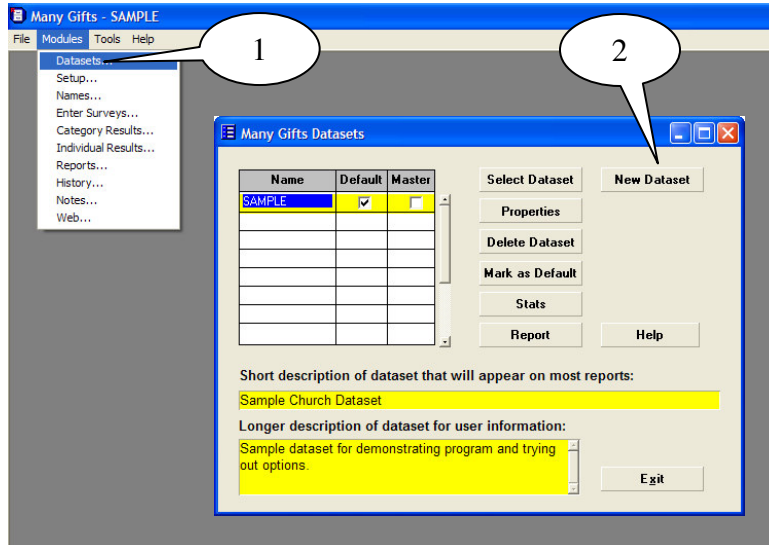 Many Gifts - SAMPLE
File Modules Tools Help
1
2
Datasets...
Setup...
Names...
Enter Surveys...
Category Results...
Individual Results...
Reports...
History...
Notes...
Web...
Many Gifts Datasets
Name Default Master
SAMPLE
Select Dataset
New Dataset
Properties
Delete Dataset
Mark as Default
Stats
Report
Help
Short description of dataset that will appear on most reports:
Sample Church Dataset
Longer description of dataset for user information:
Sample dataset for demonstrating program and trying
out options.
Exit